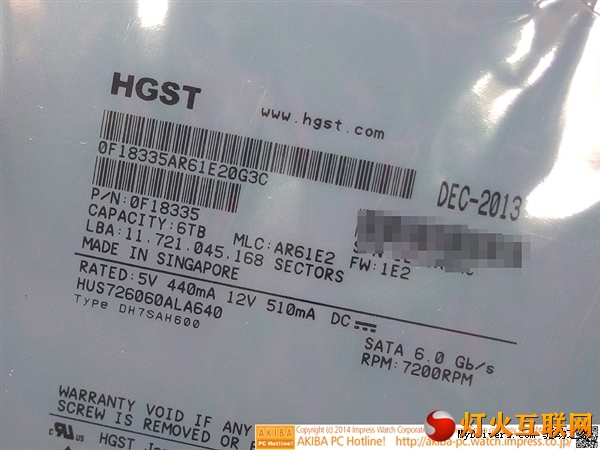 HGST
www.hgst.com
0F18335AR61E20G3C
DEC-2013
P/N:0F18335
CAPACITY:6TB MLC:AR61E2 FW:1E2
LBA:11.721.045.168 SECTORS
MADE IN SINGAPORE
RATED:5V 440mA 12V 510mA DC
HUS726060ALA640 SATA 6.0 Gb/s
Type DH7SAH600 RPM:7200RPM
WARRANTY VOID IF ANY
SCREW IS REMOVED OR
HGST
AKIBA
PC Hotline!
Copyright (c) 2014 Impress Watch Corporation
AKIBA PC Hotline! http://akiba-pc.watch.impress.co.jp/
灯火互联网
MyDrivers.com